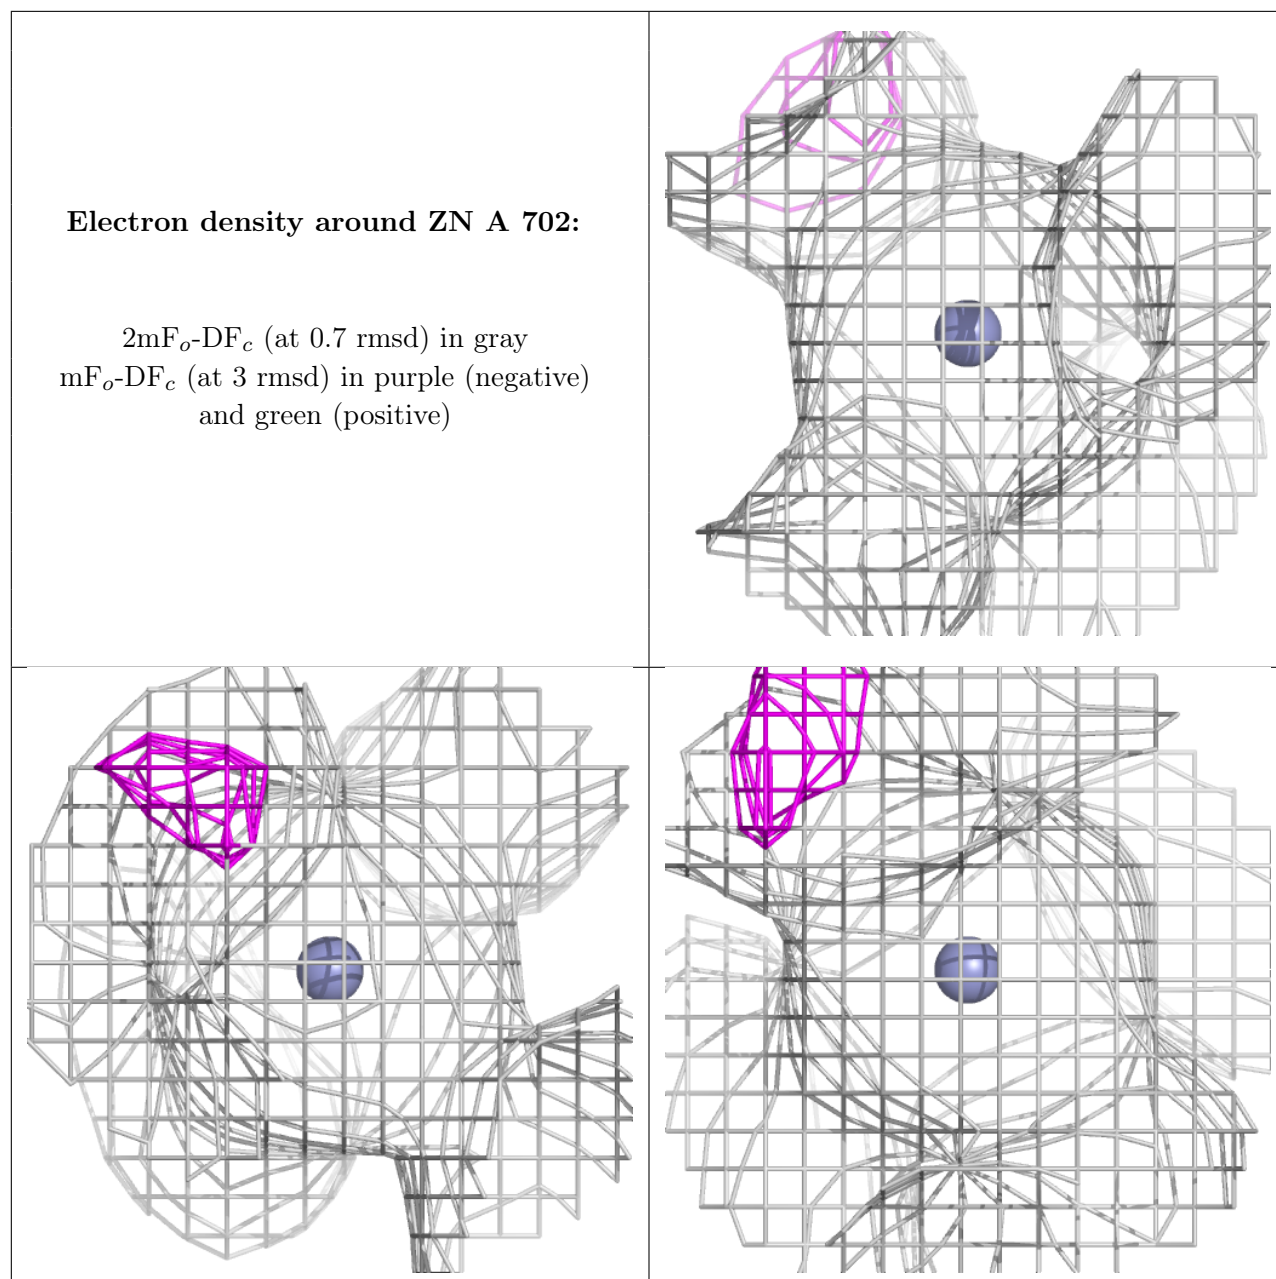 Electron density around ZN A 702:
2mFo-DFc (at 0.7 rmsd) in gray
mFo-DFc (at 3 rmsd) in purple (negative)
and green (positive)